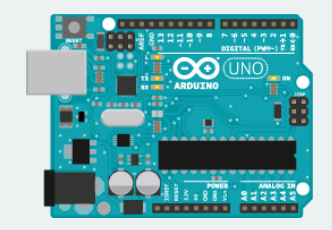 RESET
AREF
GND
13
12
~11
~10
~9
8
7
~6
~5
4
~3
2
TX→1
RX←0
DIGITAL (PWM~)
TX
RX
UNO
ARDUINO
ON
ICSP
POWER
ANALOG IN
IOREF
RESET
3.3V
5V
GND
GND
Vin
A0
A1
A2
A3
A4
A5